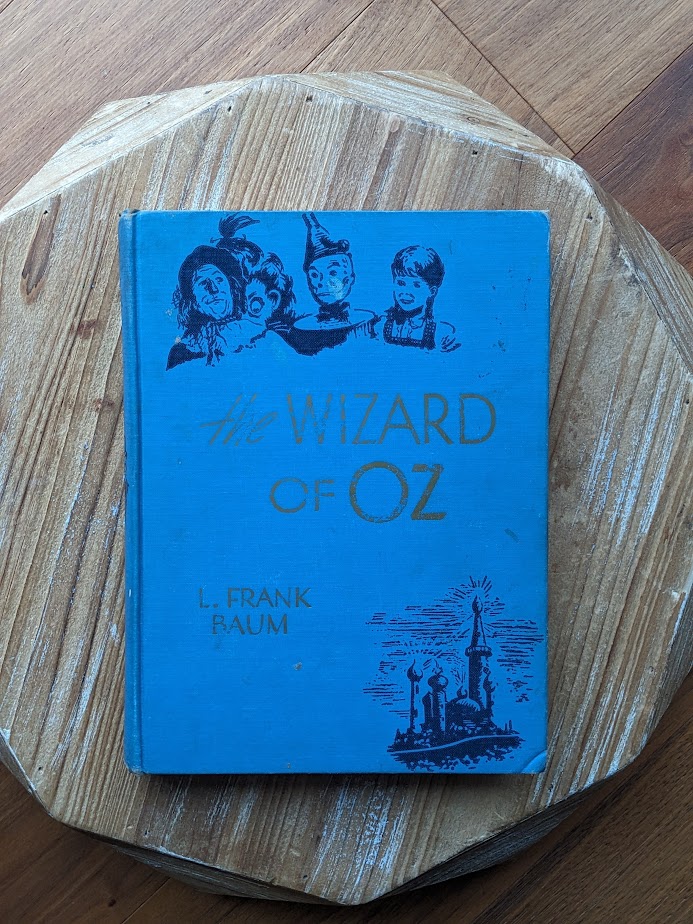 the WIZARD
OF OZ
L. FRANK
BAUM